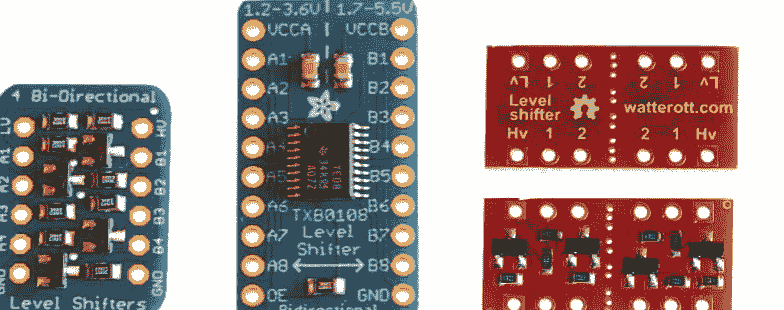 4 Bi-Directional
LV
HV
A1
B1
A2
B2
A3
B3
A4
B4
GND
GND
Level Shifters
1.2-3.6V
1.7-5.5V
VCCA
VCCB
A1
B1
A2
B2
A3
B3
A4
B4
A5
B5
A6
B6
A7
B7
A8
B8
OE
GND
TXB0108
Level
Shifter
Bidirectional
Lv 1 2
2 1 Lv
Level
shifter
watterott.com
Hv 1 2
2 1 Hv